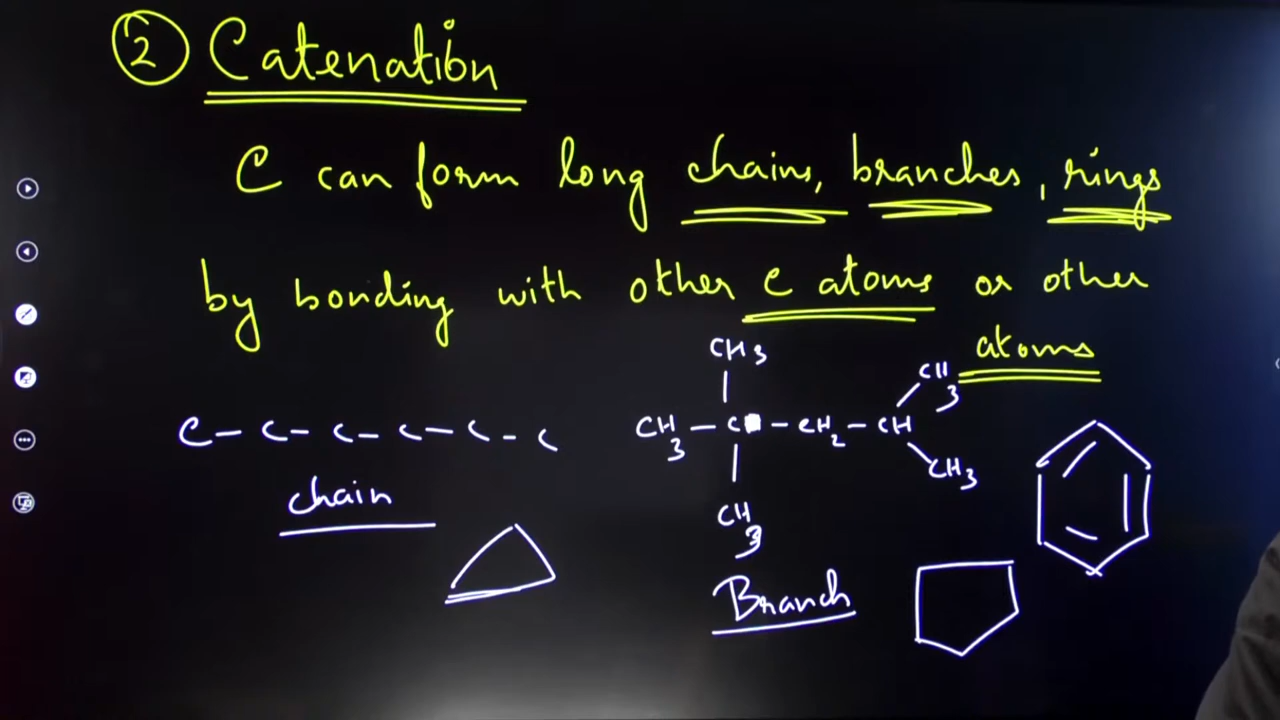 ② Catenation
C can form long chains, branches, rings
by bonding with other C atoms or other
atoms
CH3
CH3
C - C - C - C - C - C
CH3 - C - CH2 - CH
CH3
chain
CH3
Branch